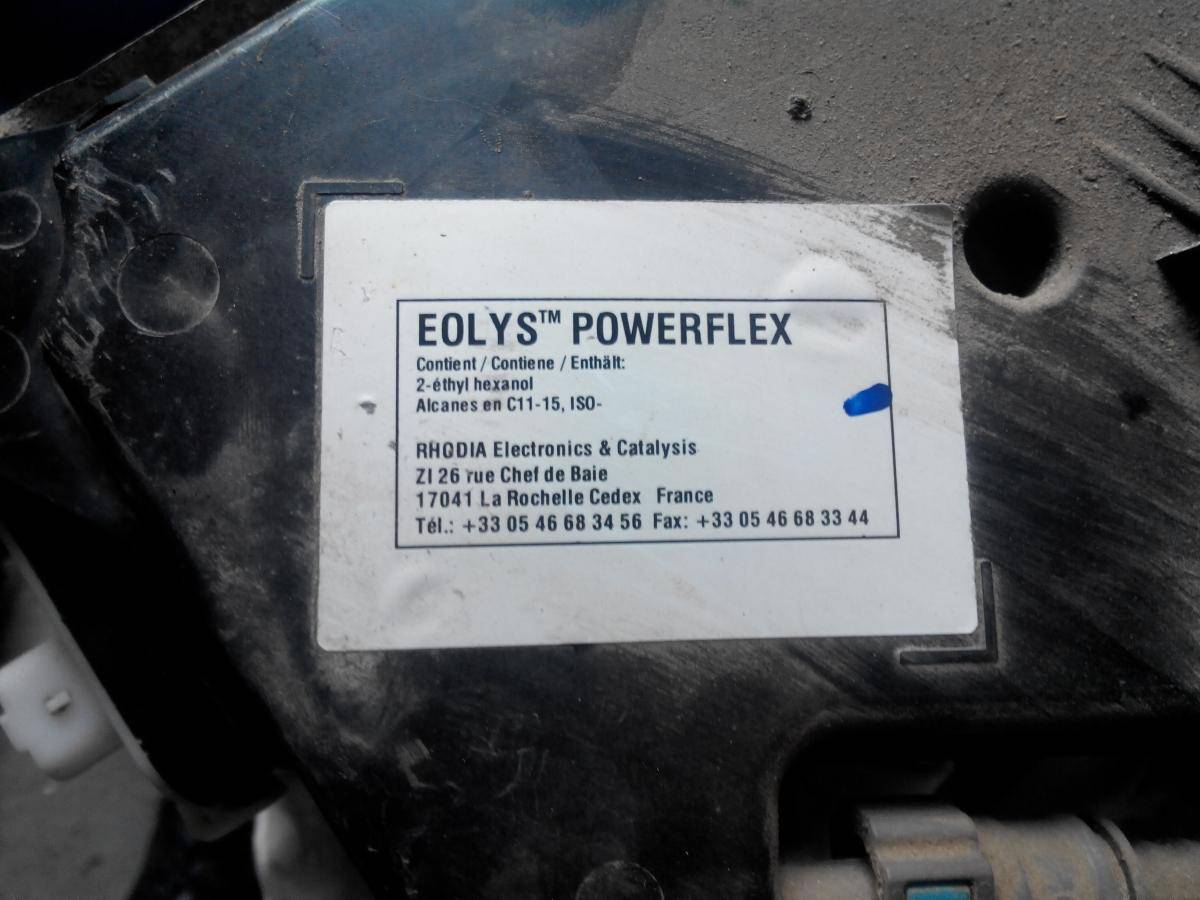 EOLYS™ POWERFLEX
Contient / Contiene / Enthält:
2-éthyl hexanol
Alcanes en C11-15, ISO-
RHODIA Electronics & Catalysis
ZI 26 rue Chef de Baie
17041 La Rochelle Cedex France
Tél.: +33 05 46 68 34 56 Fax: +33 05 46 68 33 44